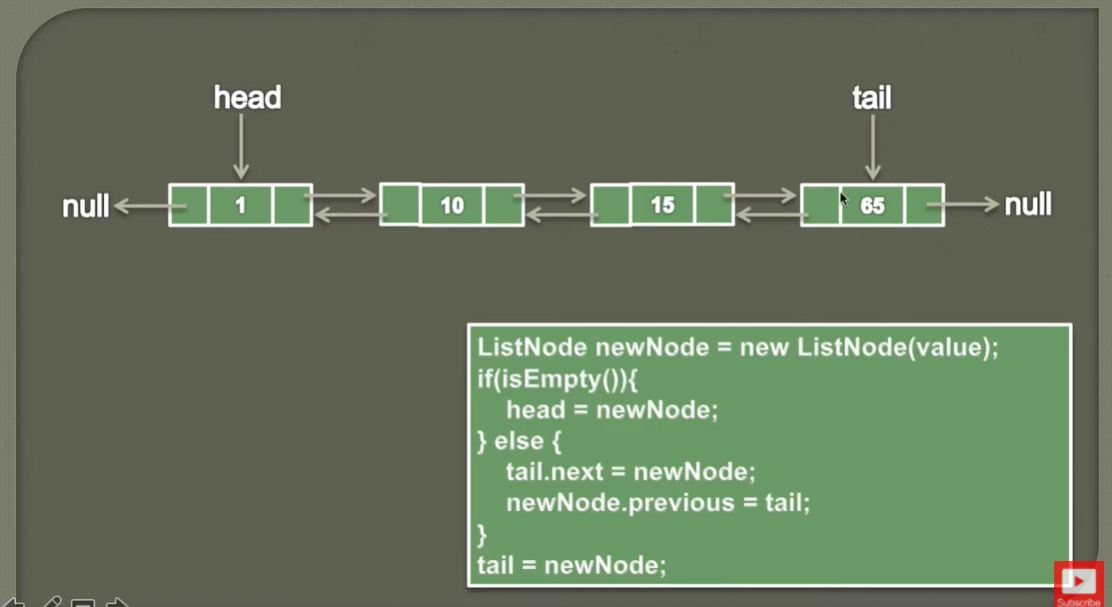 head
tail
null
1
10
15
65
null
ListNode newNode = new ListNode(value);
if(isEmpty()){
head = newNode;
} else {
tail.next = newNode;
newNode.previous = tail;
}
tail = newNode;
Subscribe